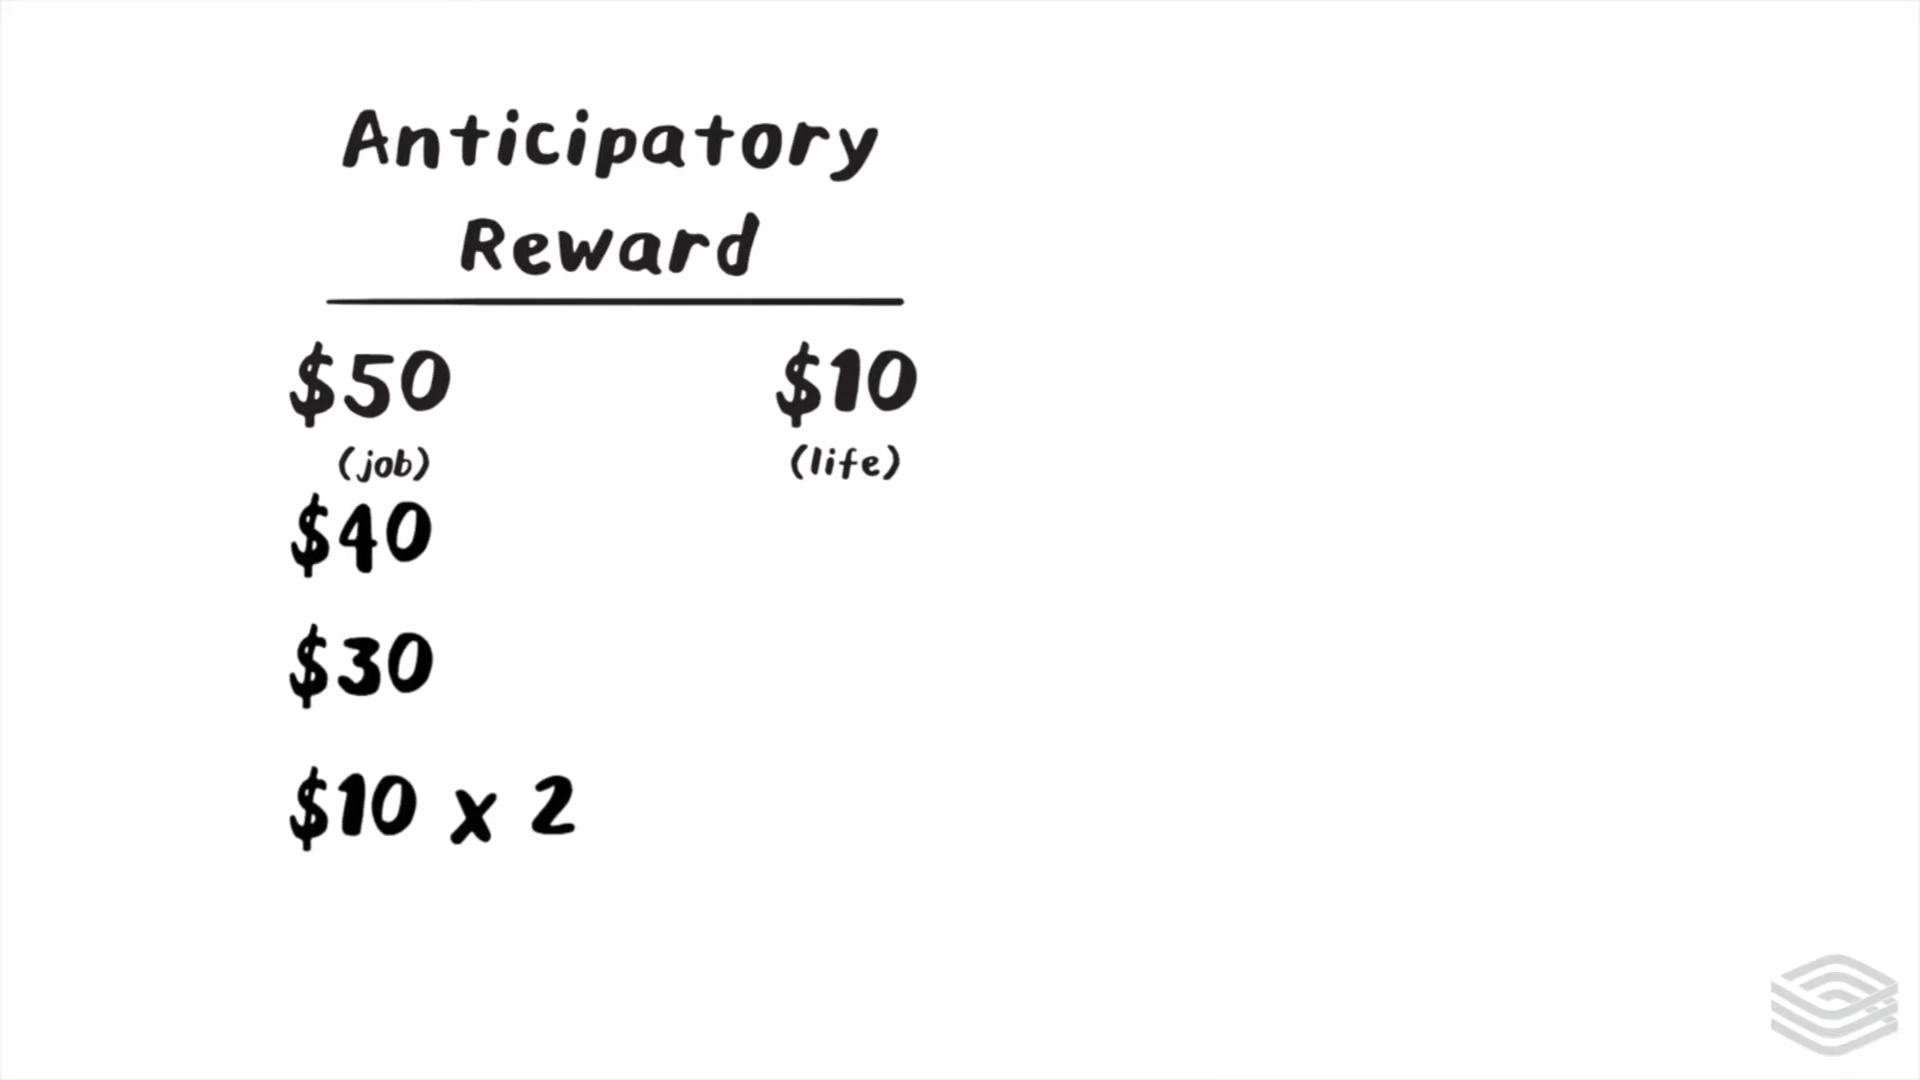 Anticipatory
Reward
$50 $10
(job) (life)
$40
$30
$10 x 2